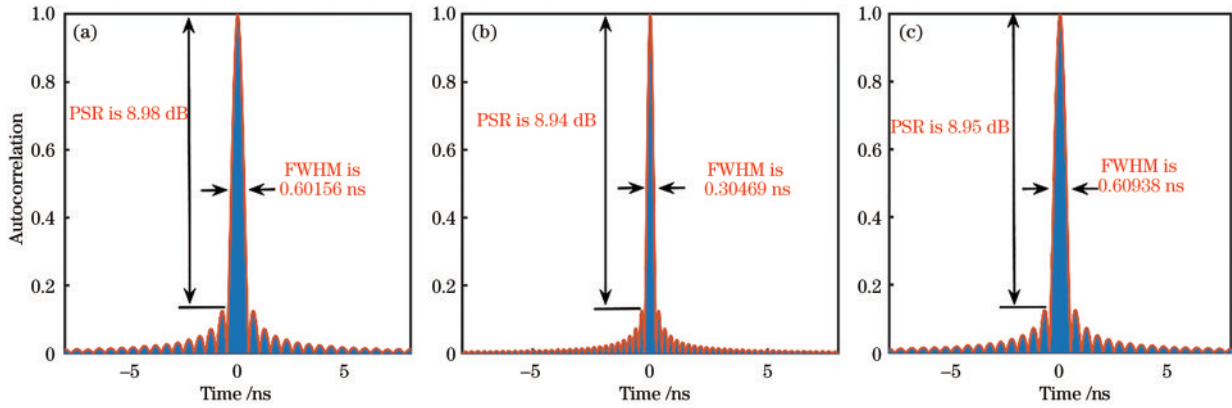 (a)
PSR is 8.98 dB
FWHM is
0.60156 ns
Autocorrelation
1.0
0.8
0.6
0.4
0.2
0
−5
0
5
Time /ns
(b)
PSR is 8.94 dB
FWHM is
0.30469 ns
1.0
0.8
0.6
0.4
0.2
0
−5
0
5
Time /ns
(c)
PSR is 8.95 dB
FWHM is
0.60938 ns
1.0
0.8
0.6
0.4
0.2
0
−5
0
5
Time /ns